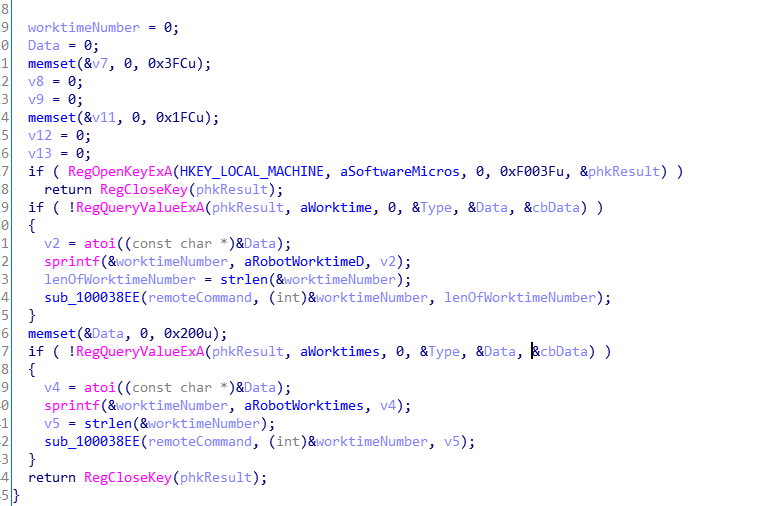 8
9 worktimeNumber = 0;
0 Data = 0;
1 memset(&v7, 0, 0x3FCu);
2 v8 = 0;
3 v9 = 0;
4 memset(&v11, 0, 0x1FCu);
5 v12 = 0;
6 v13 = 0;
7 if ( RegOpenKeyExA(HKEY_LOCAL_MACHINE, aSoftwareMicros, 0, 0xF003Fu, &phkResult) )
8 return RegCloseKey(phkResult);
9 if ( !RegQueryValueExA(phkResult, aWorktime, 0, &Type, &Data, &cbData) )
0 {
1 v2 = atoi((const char *)&Data);
2 sprintf(&worktimeNumber, aRobotWorktimeD, v2);
3 lenOfWorktimeNumber = strlen(&worktimeNumber);
4 sub_100038EE(remoteCommand, (int)&worktimeNumber, lenOfWorktimeNumber);
5 }
6 memset(&Data, 0, 0x200u);
7 if ( !RegQueryValueExA(phkResult, aWorktimes, 0, &Type, &Data, &cbData) )
8 {
9 v4 = atoi((const char *)&Data);
0 sprintf(&worktimeNumber, aRobotWorktimes, v4);
1 v5 = strlen(&worktimeNumber);
2 sub_100038EE(remoteCommand, (int)&worktimeNumber, v5);
3 }
4 return RegCloseKey(phkResult);
5 }